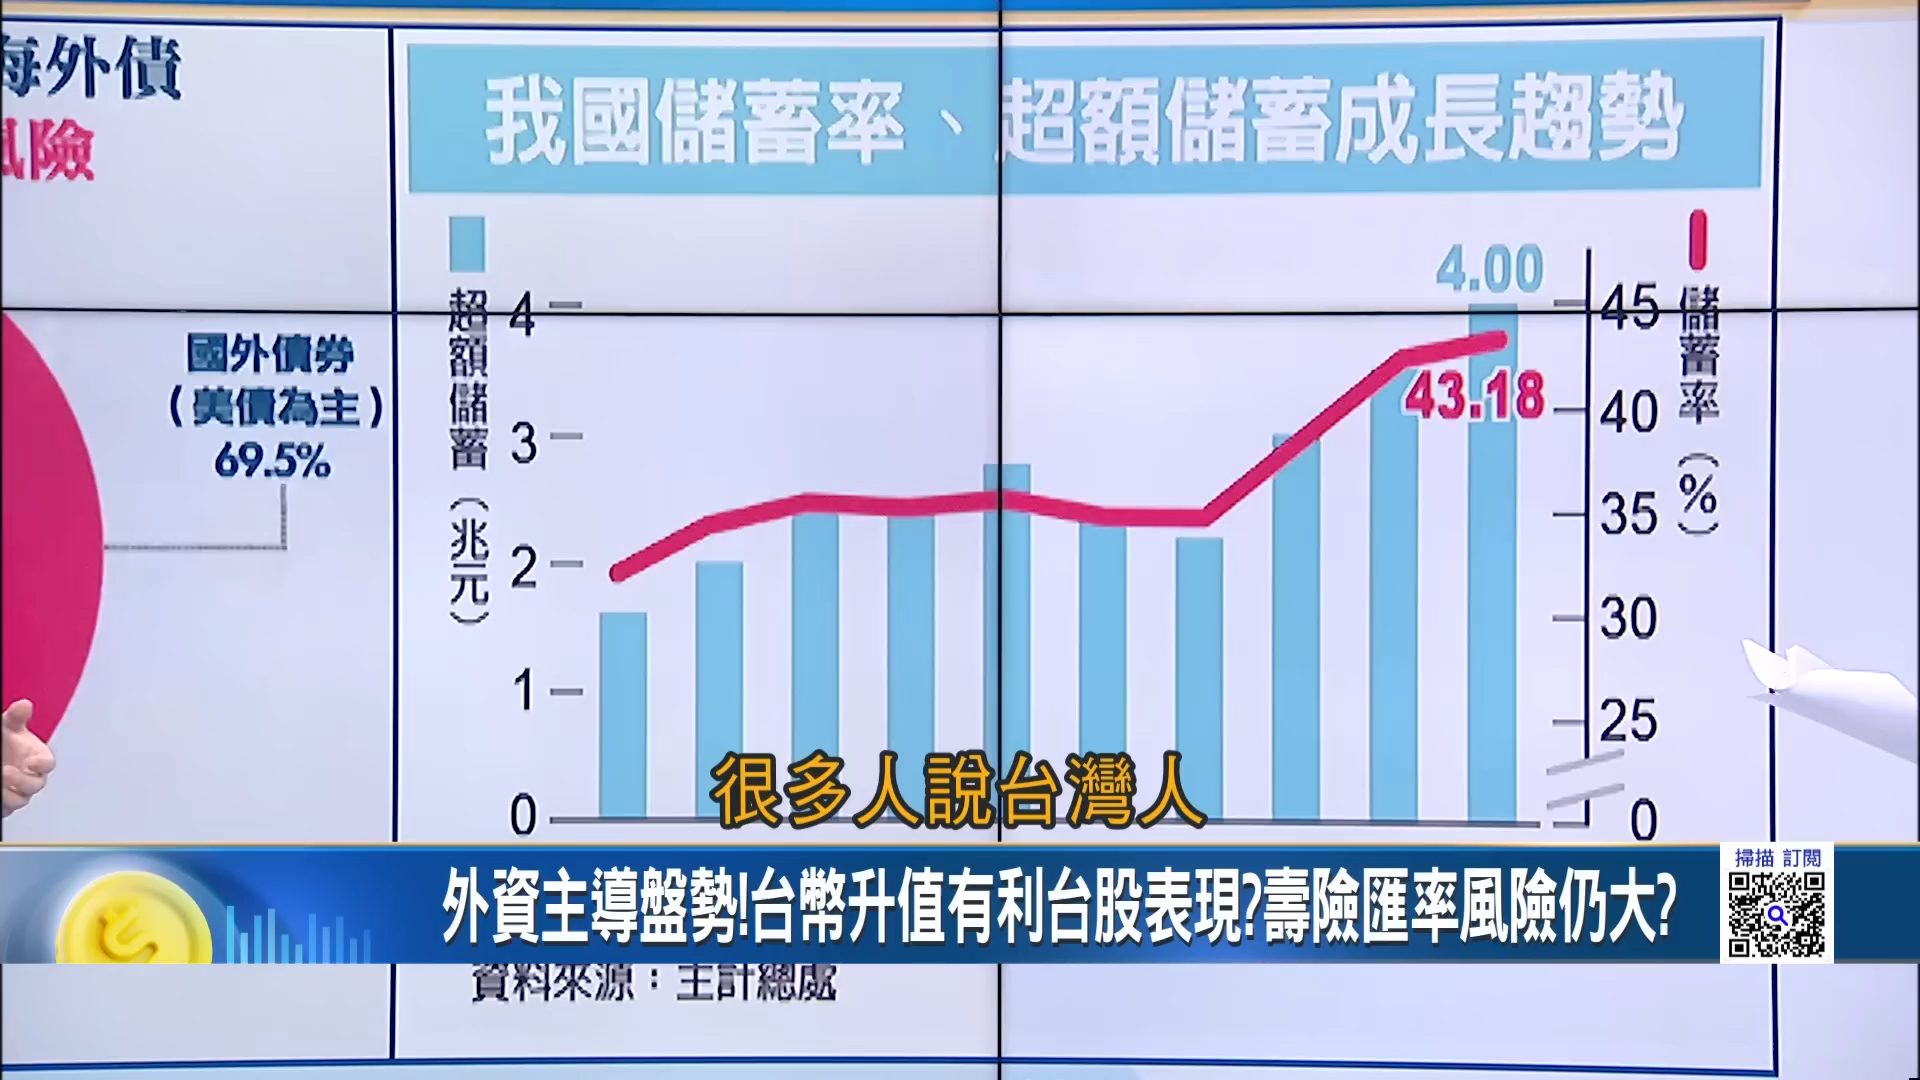 海外債
風險
國外債券
(美債為主)
69.5%
我國儲蓄率、超額儲蓄成長趨勢
超額儲蓄(兆元)
4
3
2
1
0
4.00
43.18
儲蓄率(%)
45
40
35
30
25
0
很多人說台灣人
外資主導盤勢!台幣升值有利台股表現?壽險匯率風險仍大?
掃描 訂閱
資料來源:主計總處